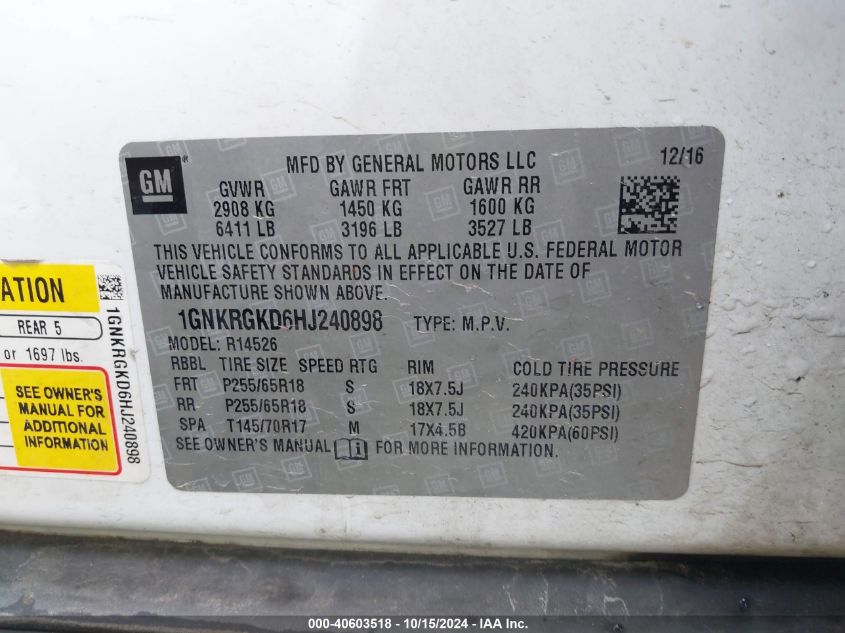 GM
MFD BY GENERAL MOTORS LLC 12/16
GVWR GAWR FRT GAWR RR
2908 KG 1450 KG 1600 KG
6411 LB 3196 LB 3527 LB
THIS VEHICLE CONFORMS TO ALL APPLICABLE U.S. FEDERAL MOTOR
VEHICLE SAFETY STANDARDS IN EFFECT ON THE DATE OF
MANUFACTURE SHOWN ABOVE.
1GNKRGKD6HJ240898 TYPE: M.P.V.
MODEL: R14526
RBBL TIRE SIZE SPEED RTG RIM COLD TIRE PRESSURE
FRT P255/65R18 S 18X7.5J 240KPA(35PSI)
RR P255/65R18 S 18X7.5J 240KPA(35PSI)
SPA T145/70R17 M 17X4.5B 420KPA(60PSI)
SEE OWNER'S MANUAL i FOR MORE INFORMATION.
ATION
REAR 5
or 1697 lbs.
SEE OWNER'S
MANUAL FOR
ADDITIONAL
INFORMATION
1GNKRGKD6HJ240898
000-40603518 - 10/15/2024 - IAA Inc.